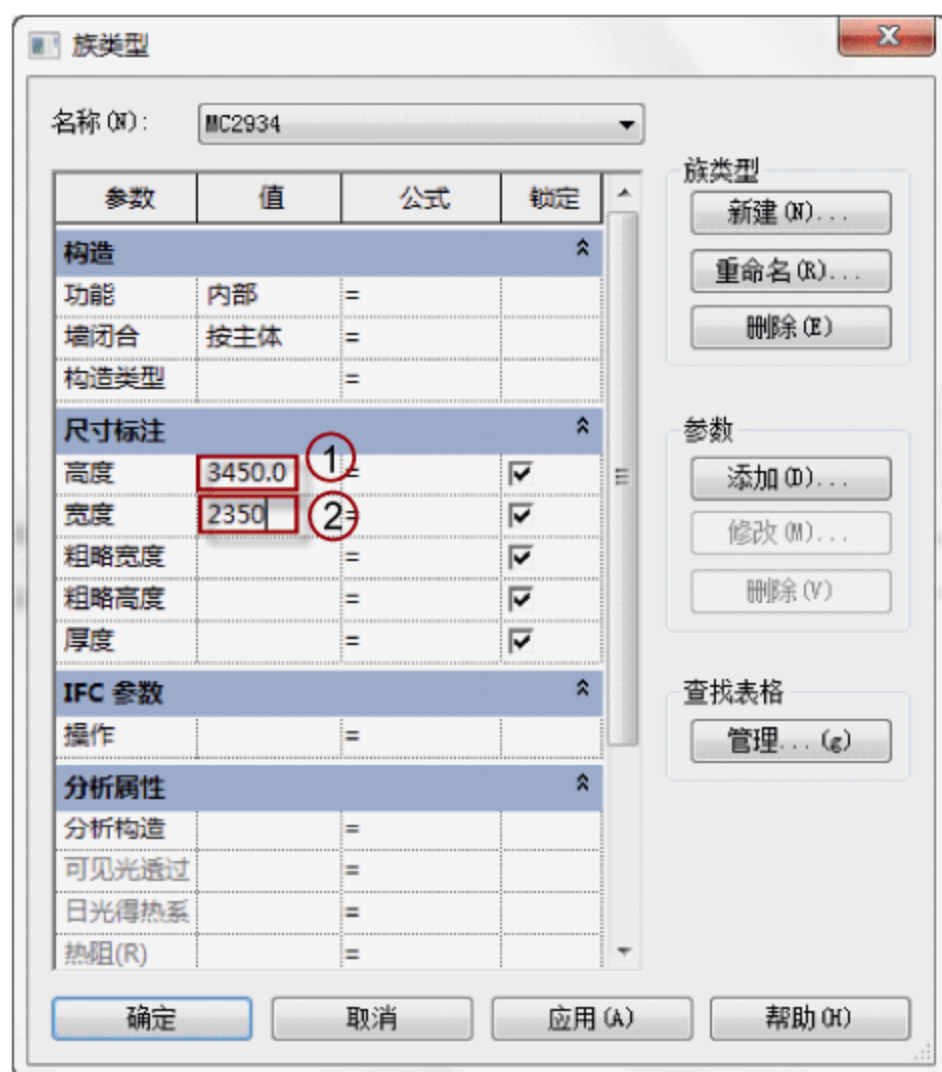 族类型
名称(N):
MC2934
参数 值 公式 锁定
构造
功能 内部 =
墙闭合 按主体 =
构造类型 =
尺寸标注
高度 3450.0 ① =
宽度 2350 ② =
粗略宽度 =
粗略高度 =
厚度 =
IFC 参数
操作 =
分析属性
分析构造 =
可见光透过 =
日光得热系 =
热阻(R) =
族类型
新建(N)...
重命名(R)...
删除(E)
参数
添加(D)...
修改(M)...
删除(V)
查找表格
管理...(g)
确定 取消 应用(A) 帮助(H)